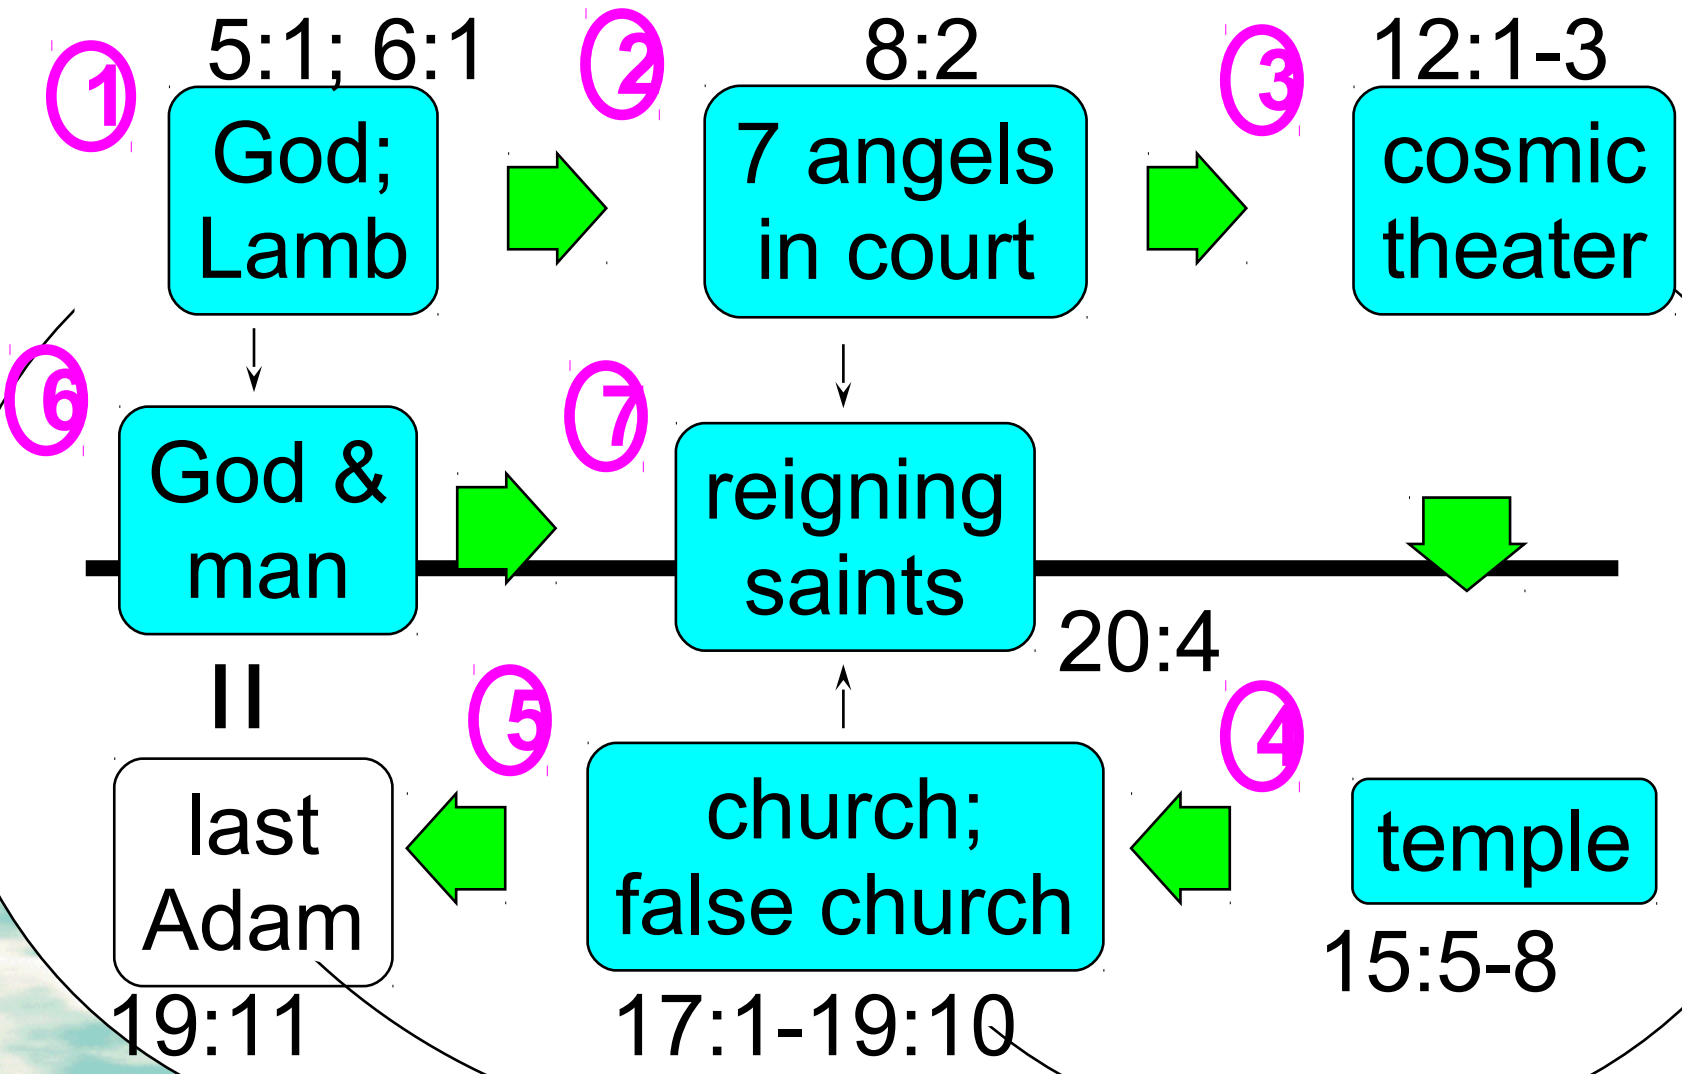 1
5:1; 6:1
God;
Lamb
2
8:2
7 angels
in court
3
12:1-3
cosmic
theater
6
God &
man
7
reigning
saints
20:4
5
church;
false church
17:1-19:10
4
temple
15:5-8
last
Adam
19:11